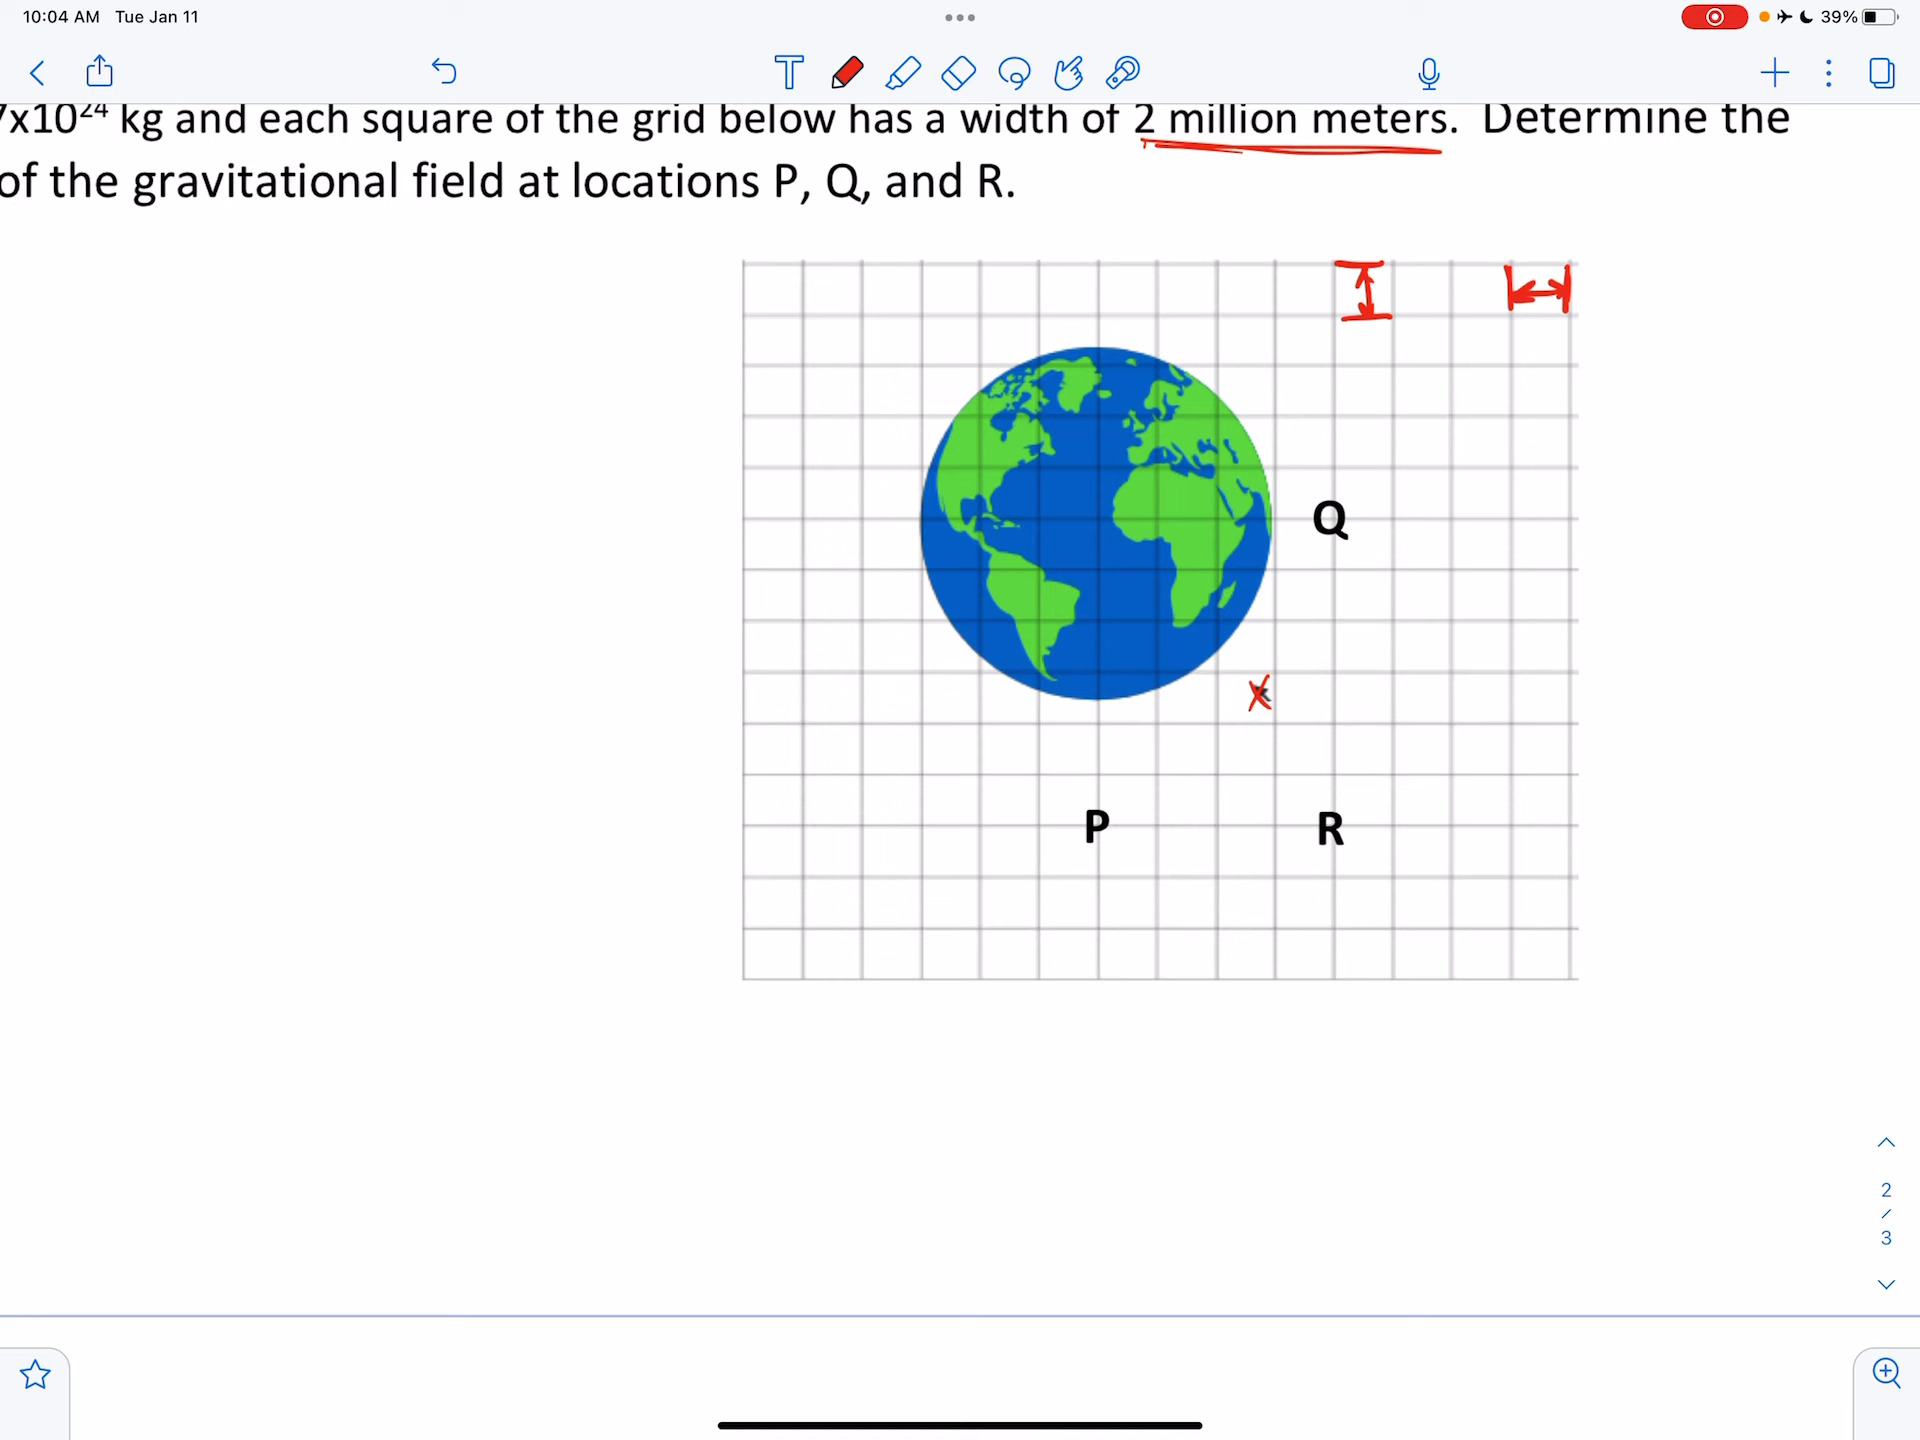 10:04 AM Tue Jan 11
39%
7x10²⁴ kg and each square of the grid below has a width of 2 million meters. Determine the
of the gravitational field at locations P, Q, and R.
Q
P
R
2
/
3